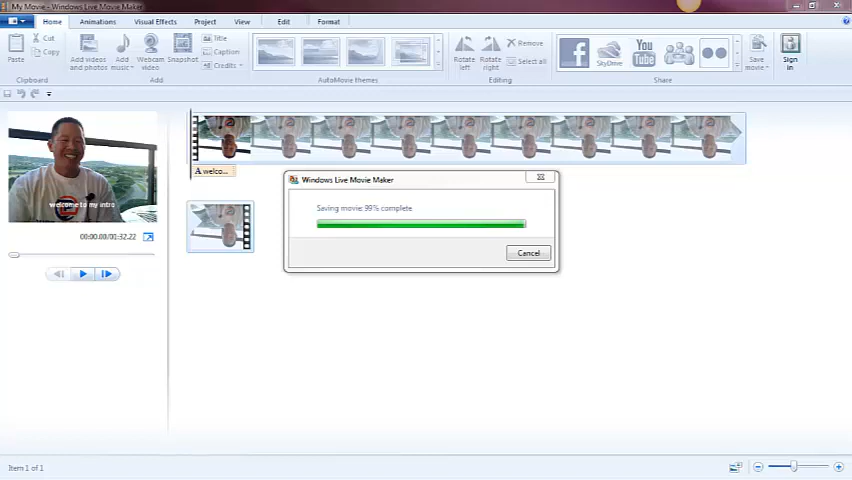 My Movie - Windows Live Movie Maker
Home Animations Visual Effects Project View Edit Format
Paste
Cut
Copy
Clipboard
Add videos and photos
Add music
Webcam video
Snapshot
Title
Caption
Credits
Add
AutoMovie themes
Rotate left
Rotate right
Remove
Select all
Editing
You Tube
SkyDrive
Share
Save movie
Sign in
welcome to my intro
00:00.00/01:32.22
A welco...
Windows Live Movie Maker
Saving movie: 99% complete
Cancel
Item 1 of 1